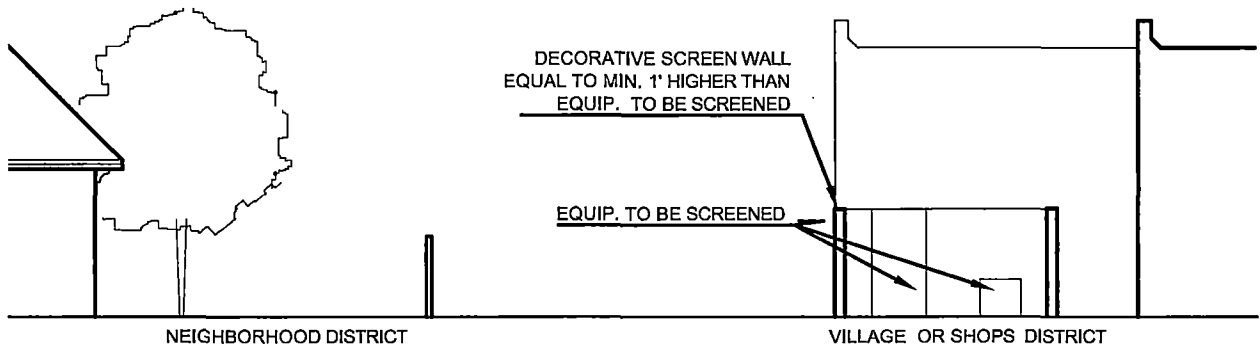 DECORATIVE SCREEN WALL
EQUAL TO MIN. 1' HIGHER THAN
EQUIP. TO BE SCREENED
EQUIP. TO BE SCREENED
NEIGHBORHOOD DISTRICT
VILLAGE OR SHOPS DISTRICT